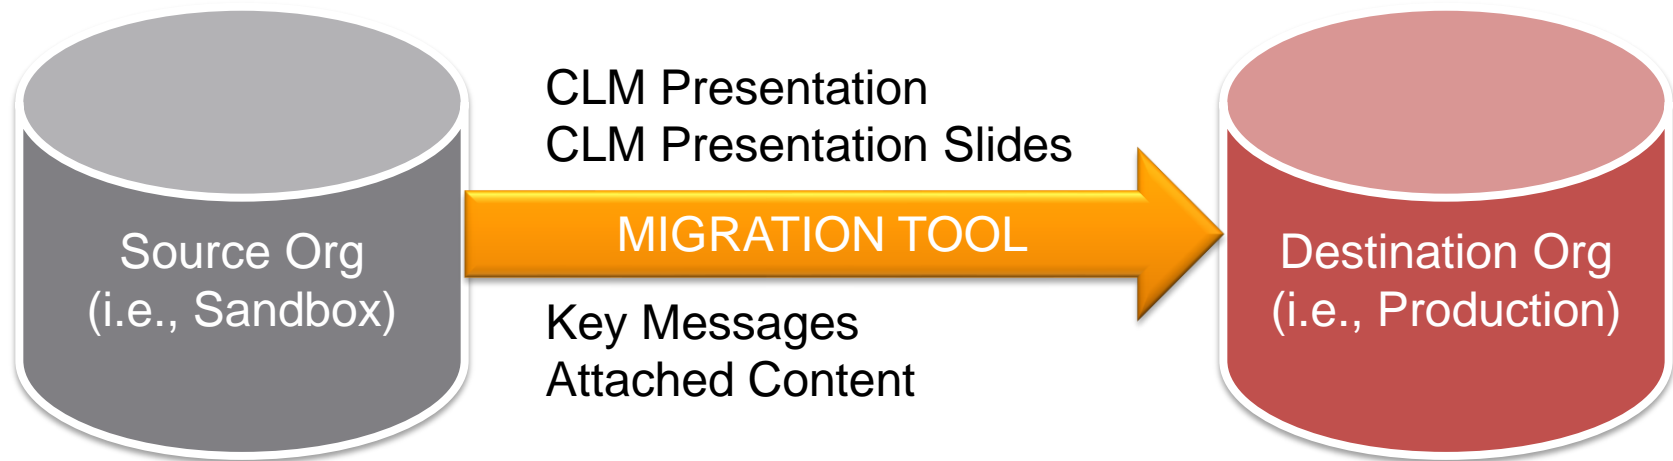 CLM Presentation
CLM Presentation Slides
Source Org
(i.e., Sandbox)
MIGRATION TOOL
Destination Org
(i.e., Production)
Key Messages
Attached Content